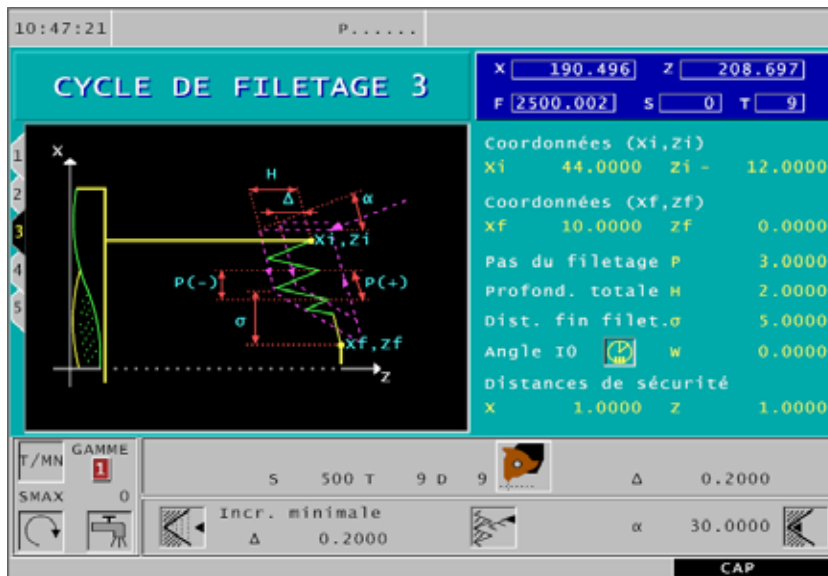 10:47:21 P......
CYCLE DE FILETAGE 3
X 190.496 Z 208.697
F 2500.002 S 0 T 9
1
2
3
4
5
X
H
Δ
α
Xi,Zi
P(-)
P(+)
σ
Xf,Zf
Z
Coordonnées (Xi,Zi)
Xi 44.0000 Zi - 12.0000
Coordonnées (Xf,Zf)
Xf 10.0000 Zf 0.0000
Pas du filetage P 3.0000
Profond. totale H 2.0000
Dist. fin filet.σ 5.0000
Angle I0 W 0.0000
Distances de sécurité
X 1.0000 Z 1.0000
T/MN GAMME
1
SMAX 0
S 500 T 9 D 9 Δ 0.2000
Incr. minimale
Δ 0.2000
α 30.0000
CAP